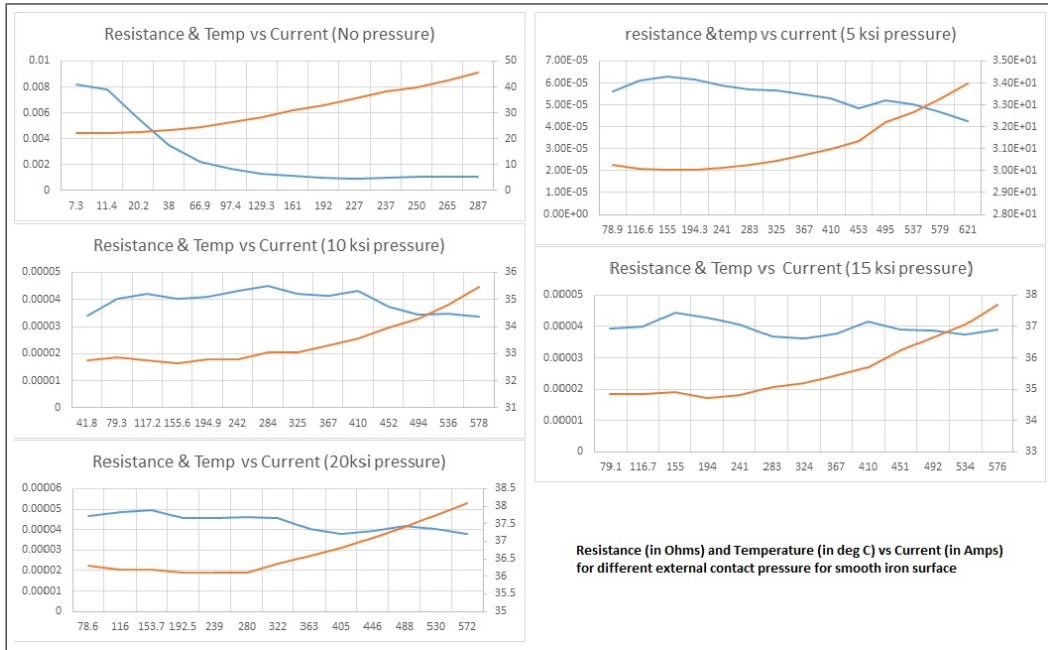 Resistance & Temp vs Current (No pressure)
0.01
0.008
0.006
0.004
0.002
0
50
40
30
20
10
0
7.3 11.4 20.2 38 66.9 97.4 129.3 161 192 227 237 250 265 287
resistance &temp vs current (5 ksi pressure)
7.00E-05
6.00E-05
5.00E-05
4.00E-05
3.00E-05
2.00E-05
1.00E-05
0.00E+00
3.50E+01
3.40E+01
3.30E+01
3.20E+01
3.10E+01
3.00E+01
2.90E+01
2.80E+01
78.9 116.6 155 194.3 241 283 325 367 410 453 495 537 579 621
Resistance & Temp vs Current (10 ksi pressure)
0.00005
0.00004
0.00003
0.00002
0.00001
0
36
35
34
33
32
31
41.8 79.3 117.2 155.6 194.9 242 284 325 367 410 452 494 536 578
Resistance & Temp vs Current (15 ksi pressure)
0.00005
0.00004
0.00003
0.00002
0.00001
0
38
37
36
35
34
33
79.1 116.7 155 194 241 283 324 367 410 451 492 534 576
Resistance & Temp vs Current (20ksi pressure)
0.00006
0.00005
0.00004
0.00003
0.00002
0.00001
0
38.5
38
37.5
37
36.5
36
35.5
35
78.6 116 153.7 192.5 239 280 322 363 405 446 488 530 572
Resistance (in Ohms) and Temperature (in deg C) vs Current (in Amps)
for different external contact pressure for smooth iron surface